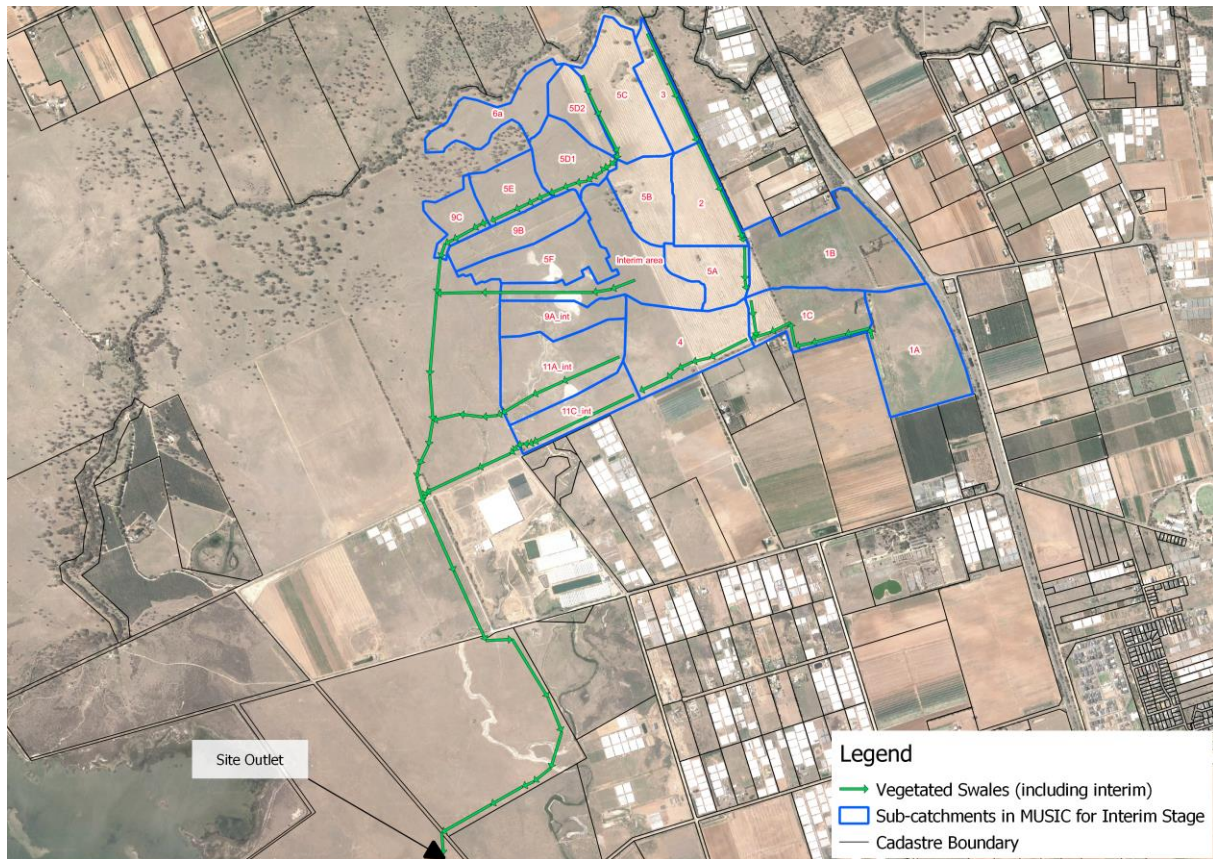 6a
5D2
5C
3
5D1
5E
5B
2
9C
9B
5F
Interim area
5A
1B
9A_int
1C
4
1A
11A_int
11C_int
Site Outlet
Legend
Vegetated Swales (including interim)
Sub-catchments in MUSIC for Interim Stage
Cadastre Boundary